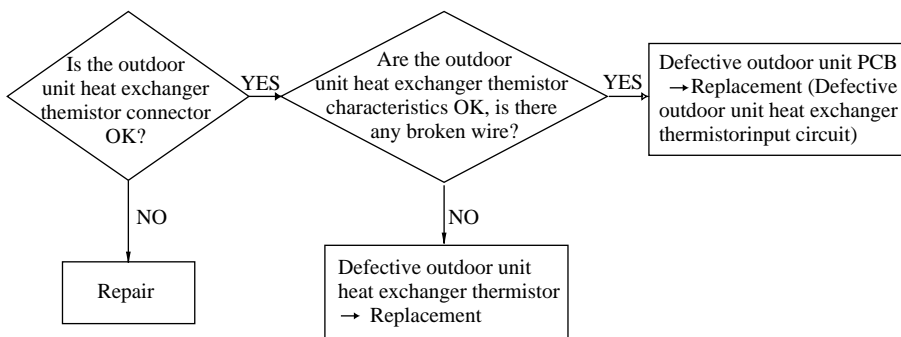 Is the outdoor
unit heat exchanger
themistor connector
OK?
YES
Are the outdoor
unit heat exchanger themistor
characteristics OK, is there
any broken wire?
YES
Defective outdoor unit PCB
→Replacement (Defective
outdoor unit heat exchanger
thermistorinput circuit)
NO
NO
Repair
Defective outdoor unit
heat exchanger thermistor
→ Replacement